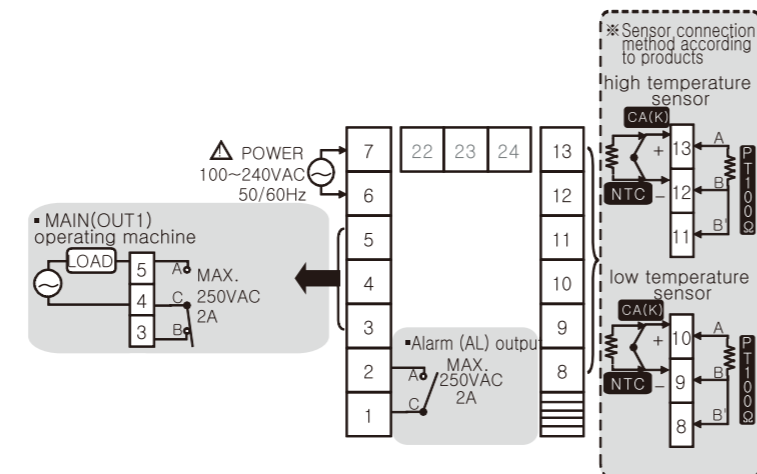 ※ Sensor connection
method according
to products
high temperature
sensor
CA(K)
+
13
A
NTC
−
12
B
11
B'
PT100Ω
low temperature
sensor
CA(K)
+
10
A
NTC
−
9
B
8
B'
PT100Ω
POWER
100~240VAC
50/60Hz
7
6
5
4
3
2
1
22 23 24
13
12
11
10
9
8
▪ MAIN(OUT1)
operating machine
LOAD
5
4
3
A
C
B
MAX.
250VAC
2A
▪Alarm (AL) output
A
C
MAX.
250VAC
2A